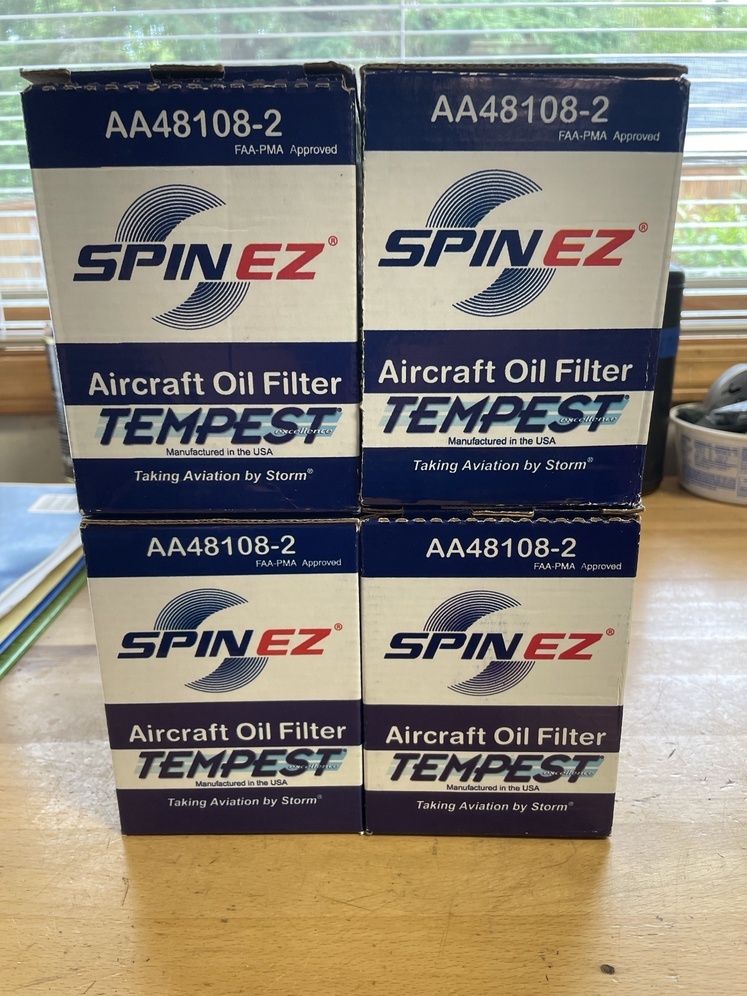 AA48108-2
FAA-PMA Approved
SPIN EZ®
Aircraft Oil Filter
TEMPEST
excellence
Manufactured in the USA
Taking Aviation by Storm®
AA48108-2
FAA-PMA Approved
SPIN EZ®
Aircraft Oil Filter
TEMPEST
excellence
Manufactured in the USA
Taking Aviation by Storm®
AA48108-2
FAA-PMA Approved
SPIN EZ®
Aircraft Oil Filter
TEMPEST
excellence
Manufactured in the USA
Taking Aviation by Storm®
AA48108-2
FAA-PMA Approved
SPIN EZ®
Aircraft Oil Filter
TEMPEST
excellence
Manufactured in the USA
Taking Aviation by Storm®